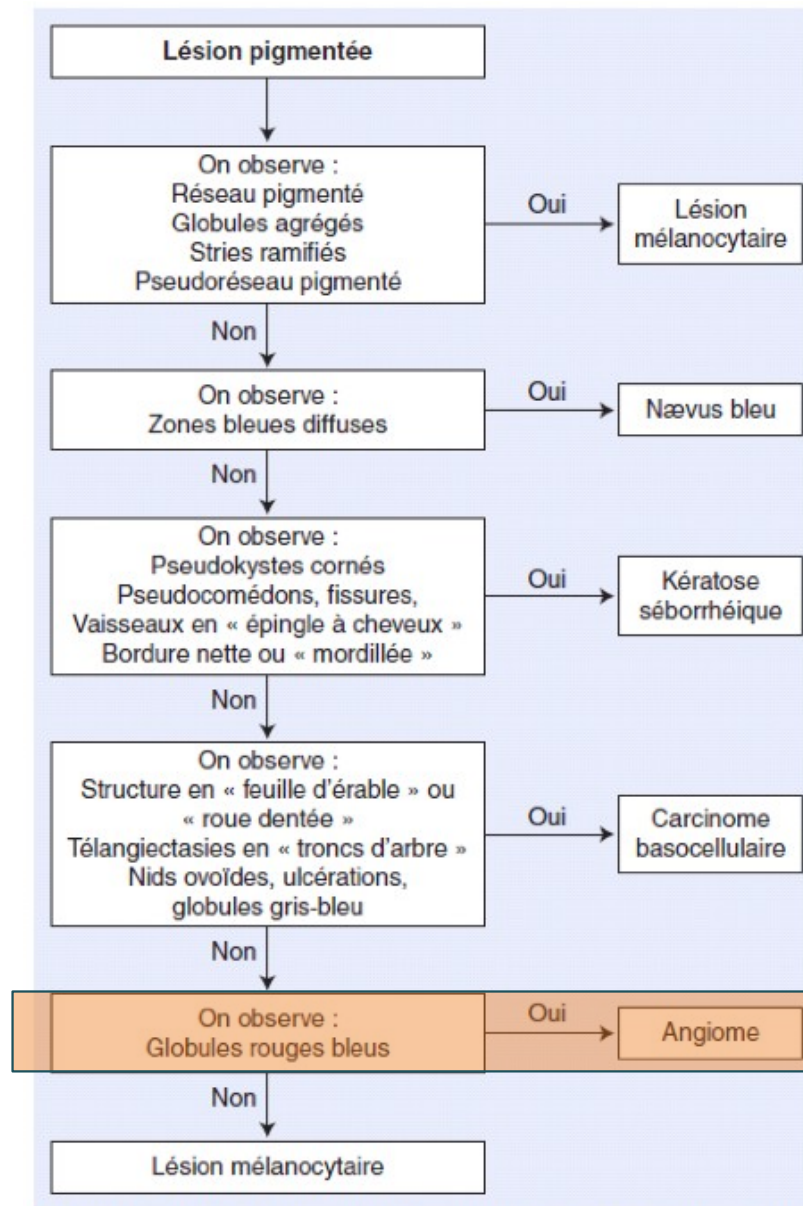 Lésion pigmentée
On observe :
Réseau pigmenté
Globules agrégés
Stries ramifiés
Pseudoréseau pigmenté
Oui
Lésion
mélanocytaire
Non
On observe :
Zones bleues diffuses
Oui
Nævus bleu
Non
On observe :
Pseudokystes cornés
Pseudocomédons, fissures,
Vaisseaux en « épingle à cheveux »
Bordure nette ou « mordillée »
Oui
Kératose
séborrhéique
Non
On observe :
Structure en « feuille d'érable » ou
« roue dentée »
Télangiectasies en « troncs d'arbre »
Nids ovoïdes, ulcérations,
globules gris-bleu
Oui
Carcinome
basocellulaire
Non
On observe :
Globules rouges bleus
Oui
Angiome
Non
Lésion mélanocytaire